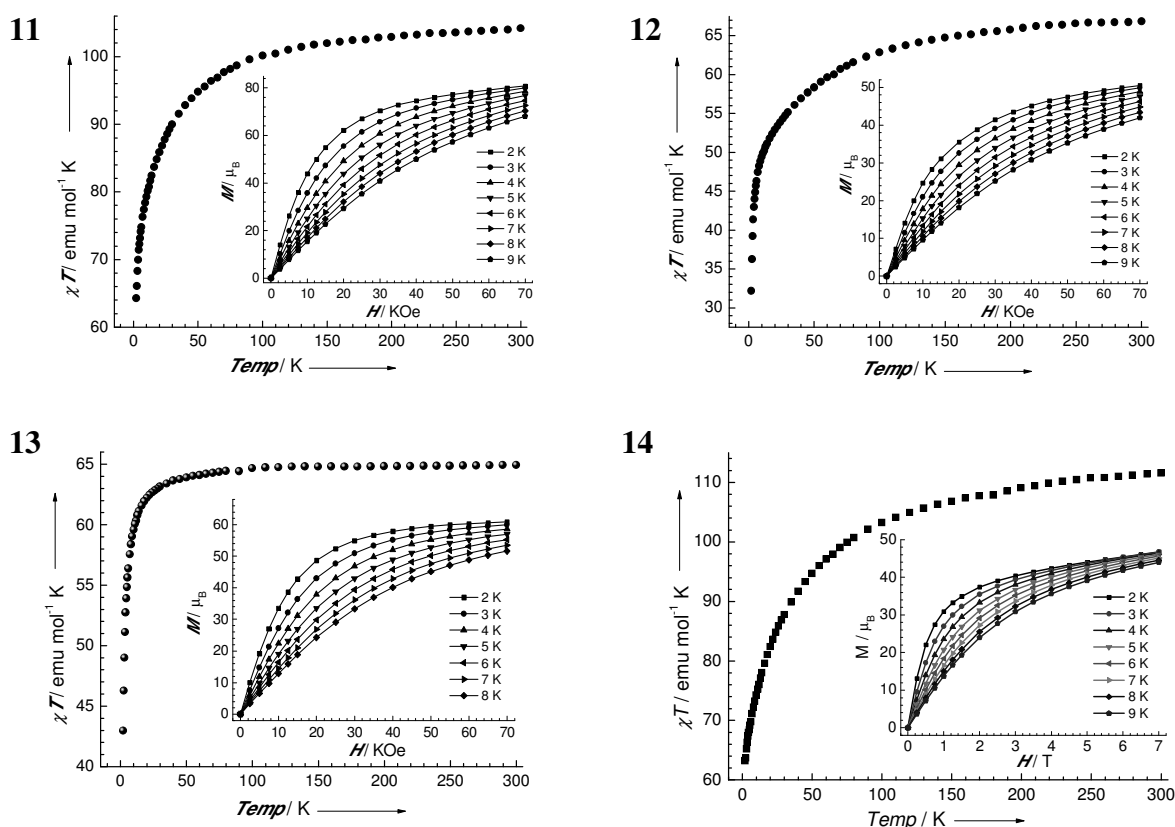 11
χT/ emu mol⁻¹ K
100
90
80
70
60
0 50 100 150 200 250 300
Temp/ K
M/ μB
80
60
40
20
0
0 10 20 30 40 50 60 70
H/ KOe
2 K
3 K
4 K
5 K
6 K
7 K
8 K
9 K
12
χT/ emu mol⁻¹ K
65
60
55
50
45
40
35
30
0 50 100 150 200 250 300
Temp/ K
M/ μB
50
40
30
20
10
0
0 10 20 30 40 50 60 70
H/ KOe
2 K
3 K
4 K
5 K
6 K
7 K
8 K
9 K
13
χT/ emu mol⁻¹ K
65
60
55
50
45
40
0 50 100 150 200 250 300
Temp/ K
M/ μB
60
50
40
30
20
10
0
0 10 20 30 40 50 60 70
H/ KOe
2 K
3 K
4 K
5 K
6 K
7 K
8 K
14
χT/ emu mol⁻¹ K
110
100
90
80
70
60
0 50 100 150 200 250 300
Temp/ K
M / μB
50
40
30
20
10
0
0 1 2 3 4 5 6 7
H/ T
2 K
3 K
4 K
5 K
6 K
7 K
8 K
9 K